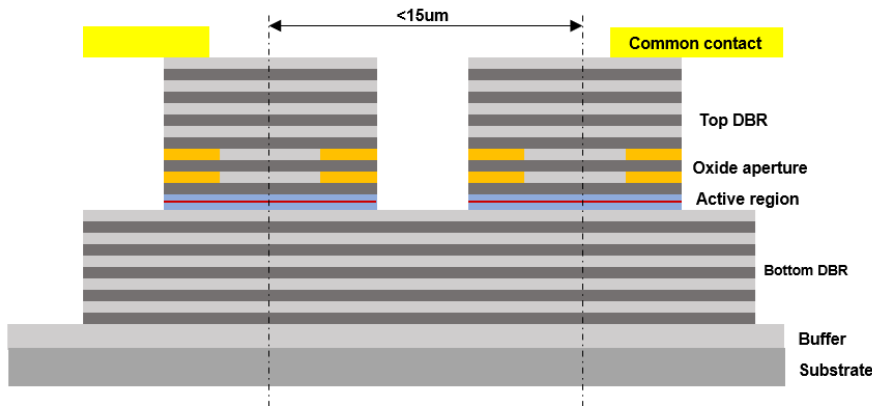 <15um
Common contact
Top DBR
Oxide aperture
Active region
Bottom DBR
Buffer
Substrate